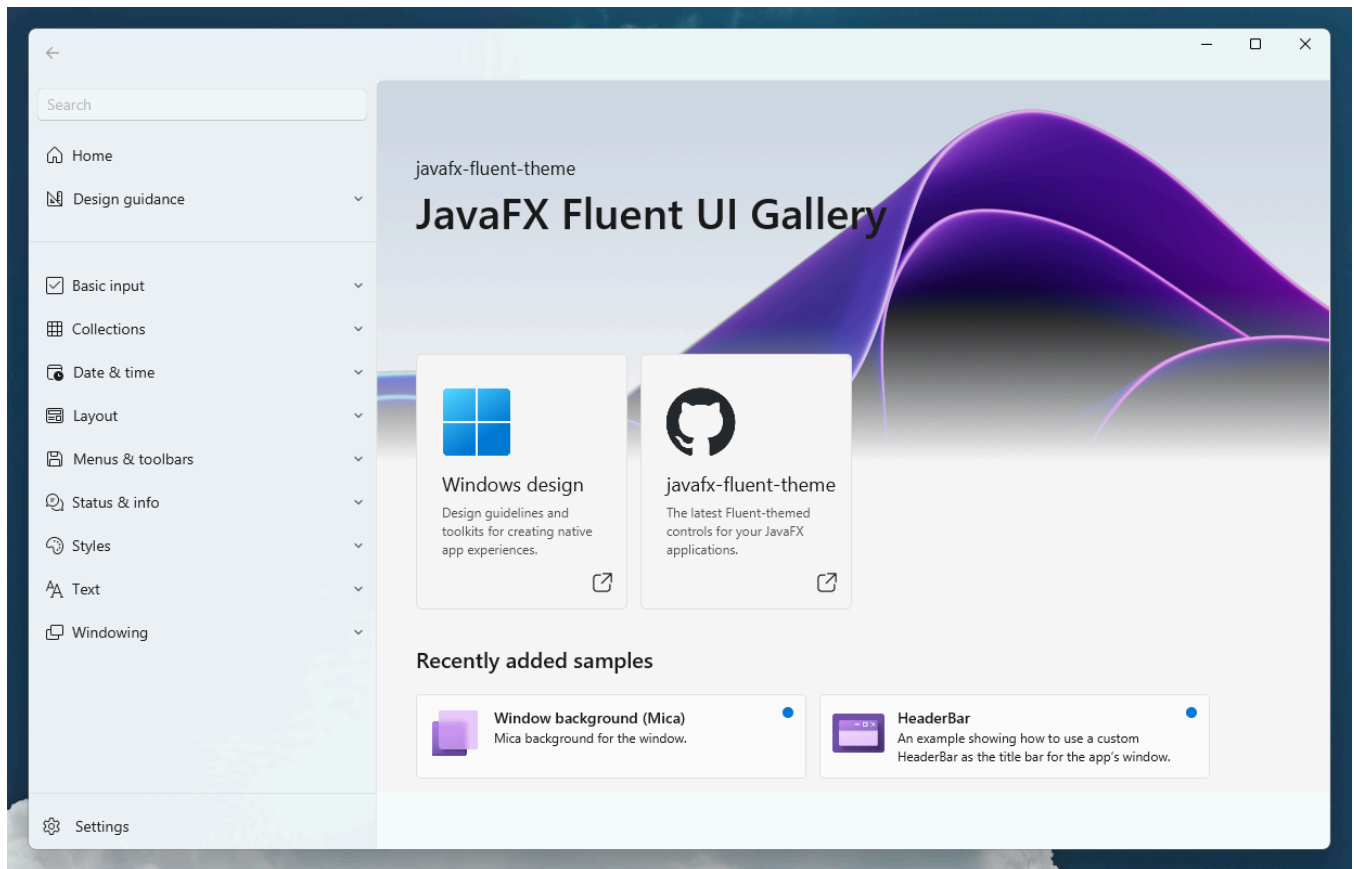 Search
Home
Design guidance
Basic input
Collections
Date & time
Layout
Menus & toolbars
Status & info
Styles
Text
Windowing
Settings
javafx-fluent-theme
JavaFX Fluent UI Gallery
Windows design
Design guidelines and
toolkits for creating native
app experiences.
javafx-fluent-theme
The latest Fluent-themed
controls for your JavaFX
applications.
Recently added samples
Window background (Mica)
Mica background for the window.
HeaderBar
An example showing how to use a custom
HeaderBar as the title bar for the app’s window.